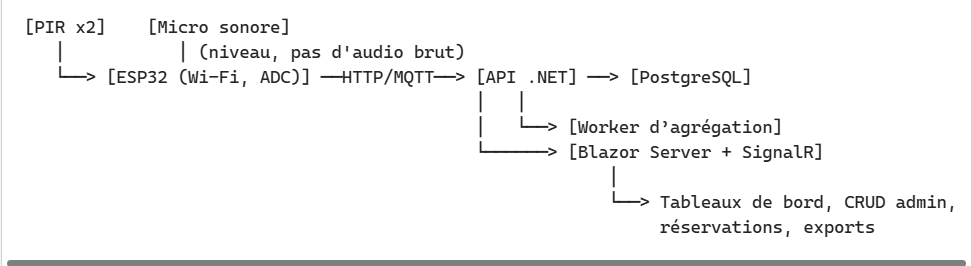 [PIR x2]    [Micro sonore]
   │           │ (niveau, pas d'audio brut)
   └──> [ESP32 (Wi-Fi, ADC)] ──HTTP/MQTT──> [API .NET] ──> [PostgreSQL]
                                            │   │
                                            │   └──> [Worker d’agrégation]
                                            └──────> [Blazor Server + SignalR]
                                                         │
                                                         └──> Tableaux de bord, CRUD admin,
                                                              réservations, exports